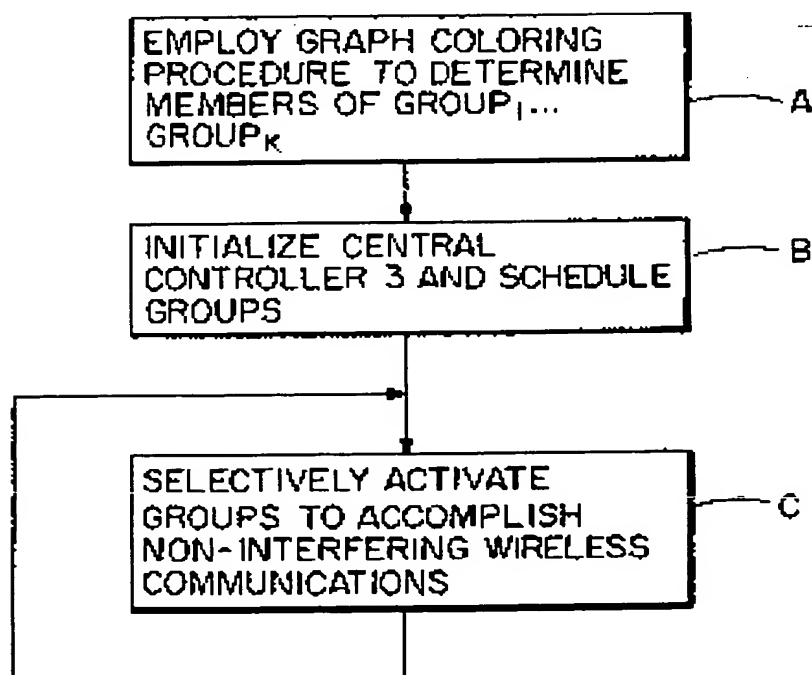 EMPLOY GRAPH COLORING
PROCEDURE TO DETERMINE
MEMBERS OF GROUP₁...
GROUPₖ
A
INITIALIZE CENTRAL
CONTROLLER 3 AND SCHEDULE
GROUPS
B
SELECTIVELY ACTIVATE
GROUPS TO ACCOMPLISH
NON-INTERFERING WIRELESS
COMMUNICATIONS
C